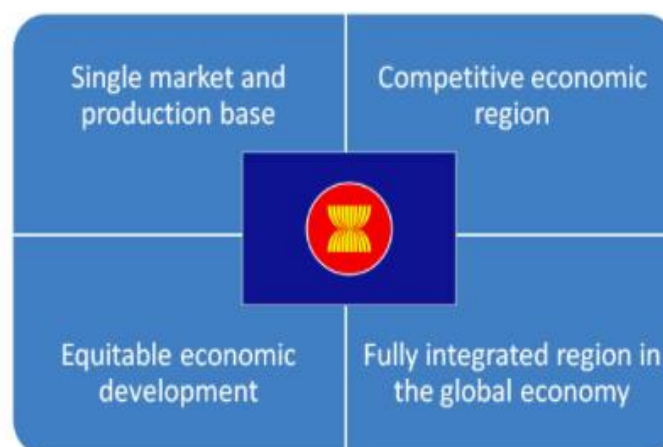 Single market and
production base
Competitive economic
region
Equitable economic
development
Fully integrated region in
the global economy